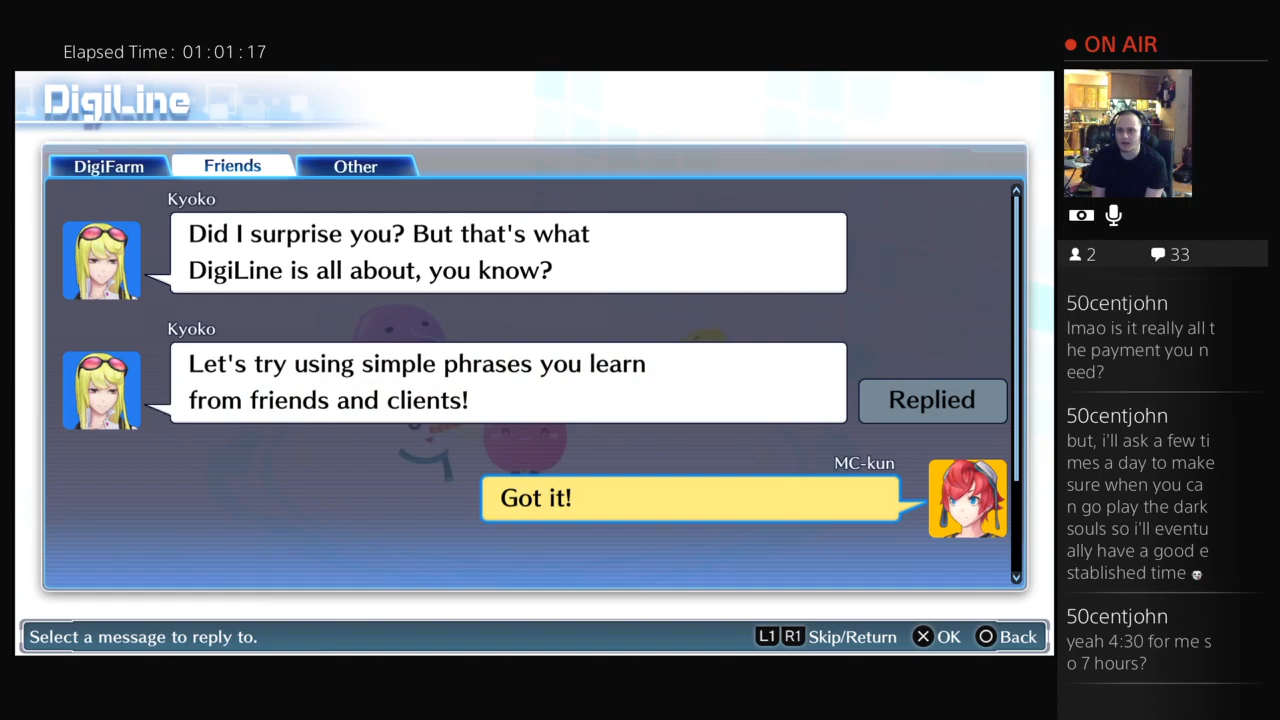 Elapsed Time: 01:01:17
ON AIR
DigiLine
DigiFarm
Friends
Other
Kyoko
Did I surprise you? But that's what
DigiLine is all about, you know?
Kyoko
Let's try using simple phrases you learn
from friends and clients!
Replied
MC-kun
Got it!
Select a message to reply to.
L1 R1 Skip/Return
OK
Back
2
33
50centjohn
lmao is it really all t
he payment you n
eed?
50centjohn
but, i'll ask a few ti
mes a day to make
sure when you ca
n go play the dark
souls so i'll eventu
ally have a good e
stablished time
50centjohn
yeah 4:30 for me s
o 7 hours?